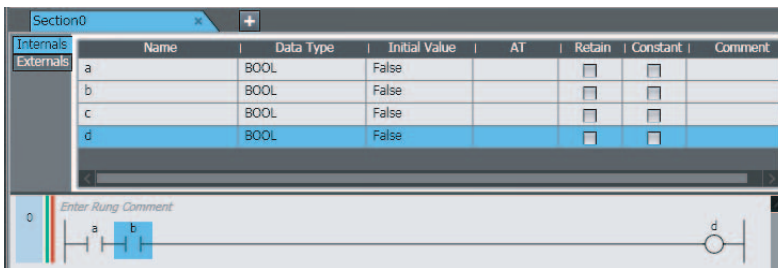 Section0 × +
Internals Name Data Type Initial Value AT Retain Constant Comment
Externals a BOOL False
b BOOL False
c BOOL False
d BOOL False
0 Enter Rung Comment
a b d